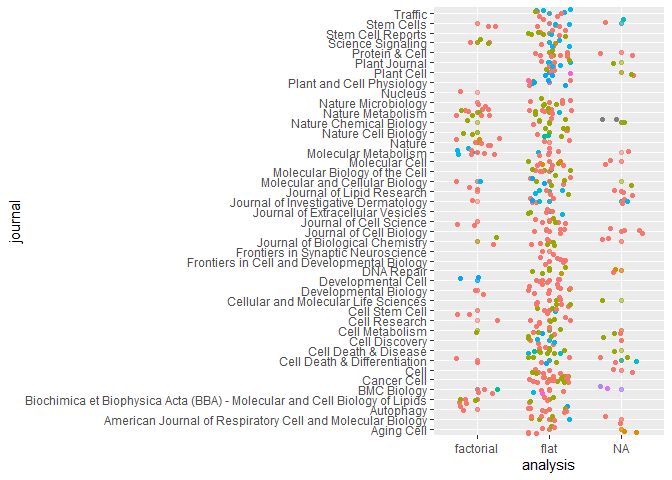 Traffic
Stem Cells
Stem Cell Reports
Science Signaling
Protein & Cell
Plant Journal
Plant Cell
Plant and Cell Physiology
Nucleus
Nature Microbiology
Nature Metabolism
Nature Chemical Biology
Nature Cell Biology
Nature
Molecular Metabolism
Molecular Cell
Molecular Biology of the Cell
Molecular and Cellular Biology
Journal of Lipid Research
Journal of Investigative Dermatology
Journal of Extracellular Vesicles
Journal of Cell Science
Journal of Cell Biology
Journal of Biological Chemistry
Frontiers in Synaptic Neuroscience
Frontiers in Cell and Developmental Biology
DNA Repair
Developmental Cell
Developmental Biology
Cellular and Molecular Life Sciences
Cell Stem Cell
Cell Research
Cell Metabolism
Cell Discovery
Cell Death & Disease
Cell Death & Differentiation
Cell
Cancer Cell
BMC Biology
Biochimica et Biophysica Acta (BBA) - Molecular and Cell Biology of Lipids
Autophagy
American Journal of Respiratory Cell and Molecular Biology
Aging Cell
journal
factorial flat NA
analysis